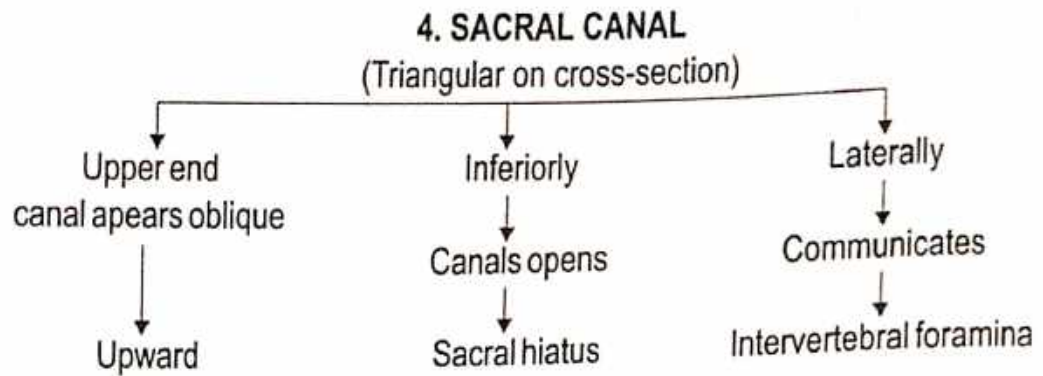 4. SACRAL CANAL
(Triangular on cross-section)
Upper end
canal apears oblique
Upward
Inferiorly
Canals opens
Sacral hiatus
Laterally
Communicates
Intervertebral foramina